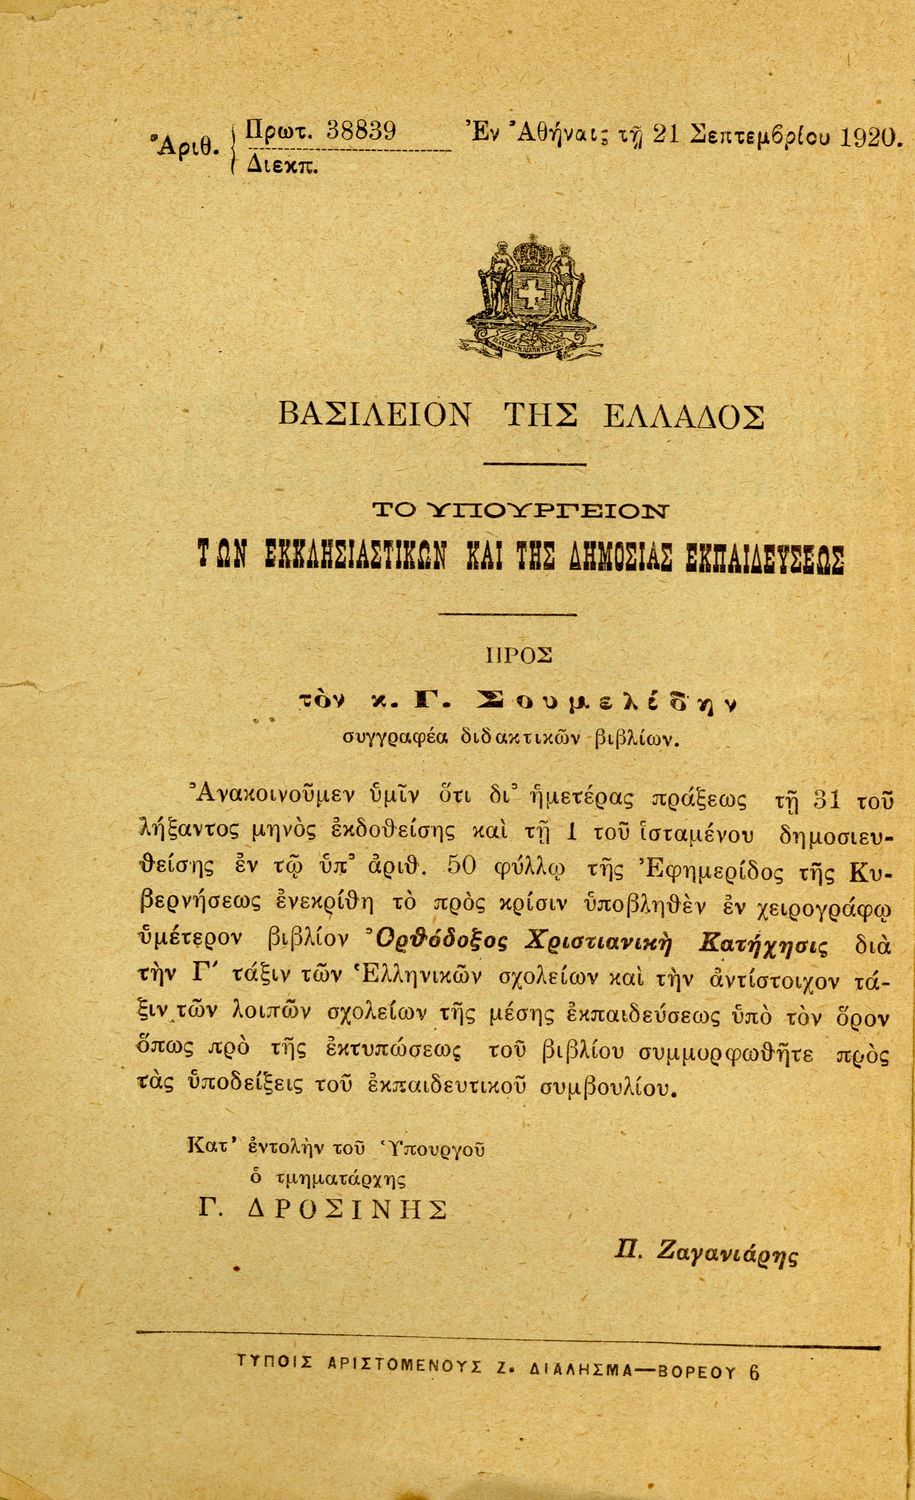 Ἀριθ. { Πρωτ. 38839
Διεκπ.
Ἐν Ἀθήναις τῇ 21 Σεπτεμβρίου 1920.
ΒΑΣΙΛΕΙΟΝ ΤΗΣ ΕΛΛΑΔΟΣ
ΤΟ ΥΠΟΥΡΓΕΙΟΝ
ΤΩΝ ΕΚΚΛΗΣΙΑΣΤΙΚΩΝ ΚΑΙ ΤΗΣ ΔΗΜΟΣΙΑΣ ΕΚΠΑΙΔΕΥΣΕΩΣ
ΠΡΟΣ
τὸν κ. Γ. Σουμελίδην
συγγραφέα διδακτικῶν βιβλίων.
Ἀνακοινοῦμεν ὑμῖν ὅτι δι' ἡμετέρας πράξεως τῇ 31 τοῦ
λήξαντος μηνὸς ἐκδοθείσης καὶ τῇ 1 τοῦ ἱσταμένου δημοσιευ-
θείσης ἐν τῷ ὑπ' ἀριθ. 50 φύλλῳ τῆς Ἐφημερίδος τῆς Κυ-
βερνήσεως ἐνεκρίθη τὸ πρὸς κρίσιν ὑποβληθὲν ἐν χειρογράφῳ
ὑμέτερον βιβλίον Ὀρθόδοξος Χριστιανικὴ Κατήχησις διὰ
τὴν Γ′ τάξιν τῶν Ἑλληνικῶν σχολείων καὶ τὴν ἀντίστοιχον τά-
ξιν τῶν λοιπῶν σχολείων τῆς μέσης ἐκπαιδεύσεως ὑπὸ τὸν ὅρον
ὅπως πρὸ τῆς ἐκτυπώσεως τοῦ βιβλίου συμμορφωθῆτε πρὸς
τὰς ὑποδείξεις τοῦ ἐκπαιδευτικοῦ συμβουλίου.
Κατ' ἐντολὴν τοῦ Ὑπουργοῦ
ὁ τμηματάρχης
Γ. ΔΡΟΣΙΝΗΣ
Π. Ζαγανιάρης
ΤΥΠΟΙΣ ΑΡΙΣΤΟΜΕΝΟΥΣ Ζ. ΔΙΑΛΗΣΜΑ—ΒΟΡΕΟΥ 6